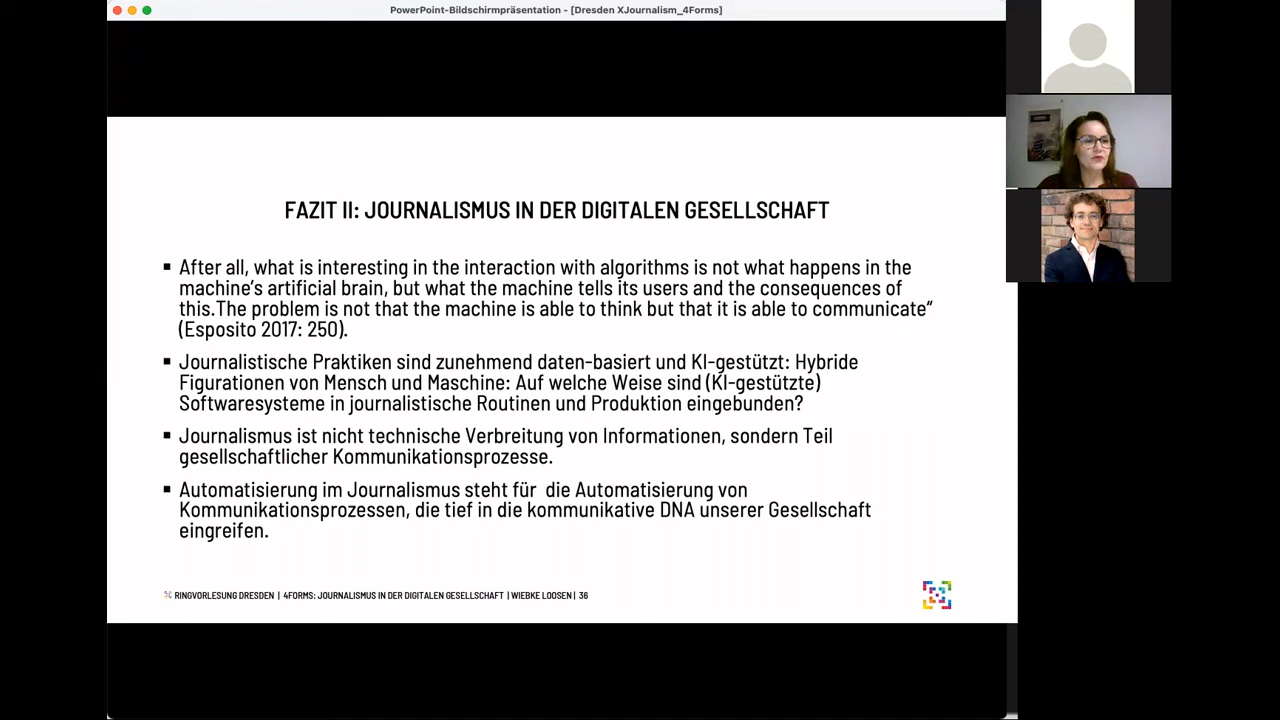 PowerPoint-Bildschirmpräsentation - [Dresden XJournalism_4Forms]
FAZIT II: JOURNALISMUS IN DER DIGITALEN GESELLSCHAFT
▪ After all, what is interesting in the interaction with algorithms is not what happens in the
machine’s artificial brain, but what the machine tells its users and the consequences of
this.The problem is not that the machine is able to think but that it is able to communicate“
(Esposito 2017: 250).
▪ Journalistische Praktiken sind zunehmend daten-basiert und KI-gestützt: Hybride
Figurationen von Mensch und Maschine: Auf welche Weise sind (KI-gestützte)
Softwaresysteme in journalistische Routinen und Produktion eingebunden?
▪ Journalismus ist nicht technische Verbreitung von Informationen, sondern Teil
gesellschaftlicher Kommunikationsprozesse.
▪ Automatisierung im Journalismus steht für  die Automatisierung von
Kommunikationsprozessen, die tief in die kommunikative DNA unserer Gesellschaft
eingreifen.
RINGVORLESUNG DRESDEN | 4FORMS: JOURNALISMUS IN DER DIGITALEN GESELLSCHAFT | WIEBKE LOOSEN | 36